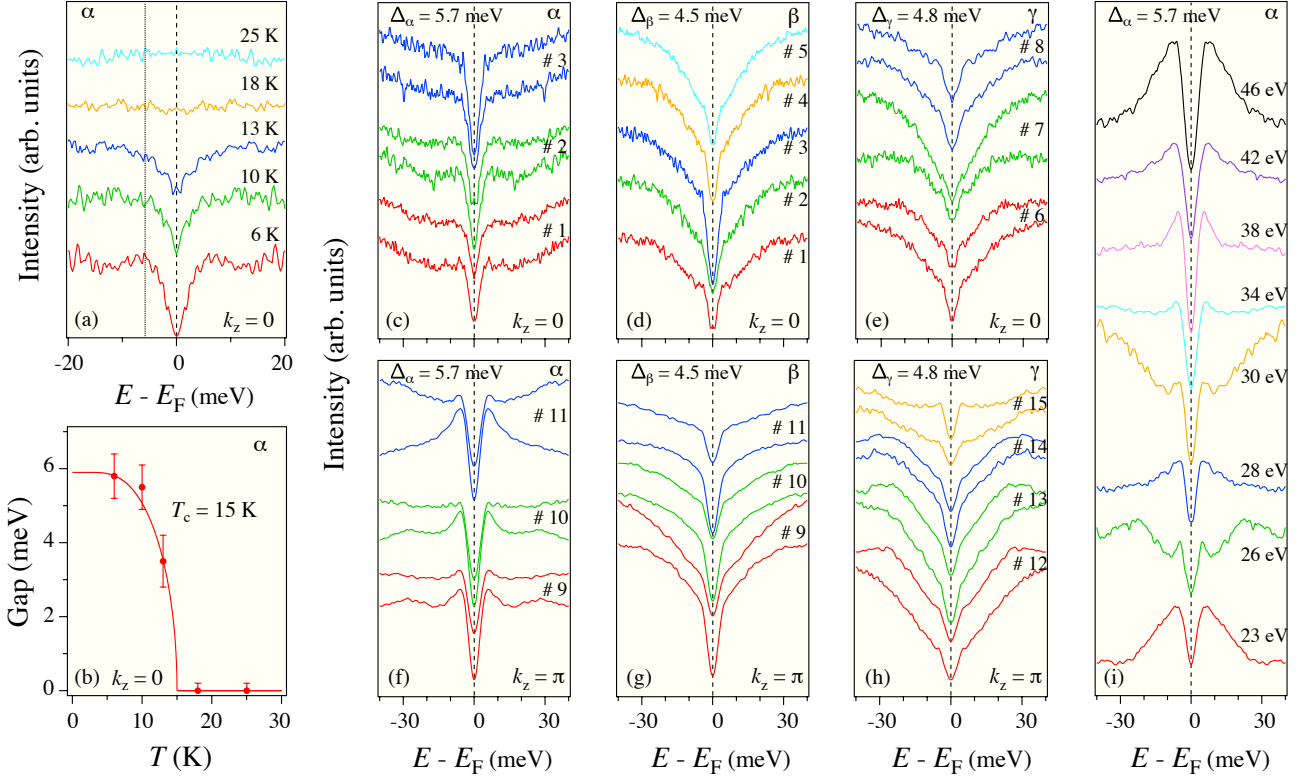 α
25 K
18 K
13 K
10 K
6 K
(a)
k_z = 0
-20
0
20
E - E_F (meV)
Intensity (arb. units)
α
6
4
2
0
T_c = 15 K
(b)
k_z = 0
0
10
20
30
T (K)
Gap (meV)
Intensity (arb. units)
Δ_α = 5.7 meV
α
# 3
# 2
# 1
(c)
k_z = 0
Δ_β = 4.5 meV
β
# 5
# 4
# 3
# 2
# 1
(d)
k_z = 0
Δ_γ = 4.8 meV
γ
# 8
# 7
# 6
(e)
k_z = 0
Δ_α = 5.7 meV
α
# 11
# 10
# 9
(f)
k_z = π
-30
0
30
E - E_F (meV)
Δ_β = 4.5 meV
β
# 11
# 10
# 9
(g)
k_z = π
-30
0
30
E - E_F (meV)
Δ_γ = 4.8 meV
γ
# 15
# 14
# 13
# 12
(h)
k_z = π
-30
0
30
E - E_F (meV)
Δ_α = 5.7 meV
α
46 eV
42 eV
38 eV
34 eV
30 eV
28 eV
26 eV
23 eV
(i)
-30
0
30
E - E_F (meV)